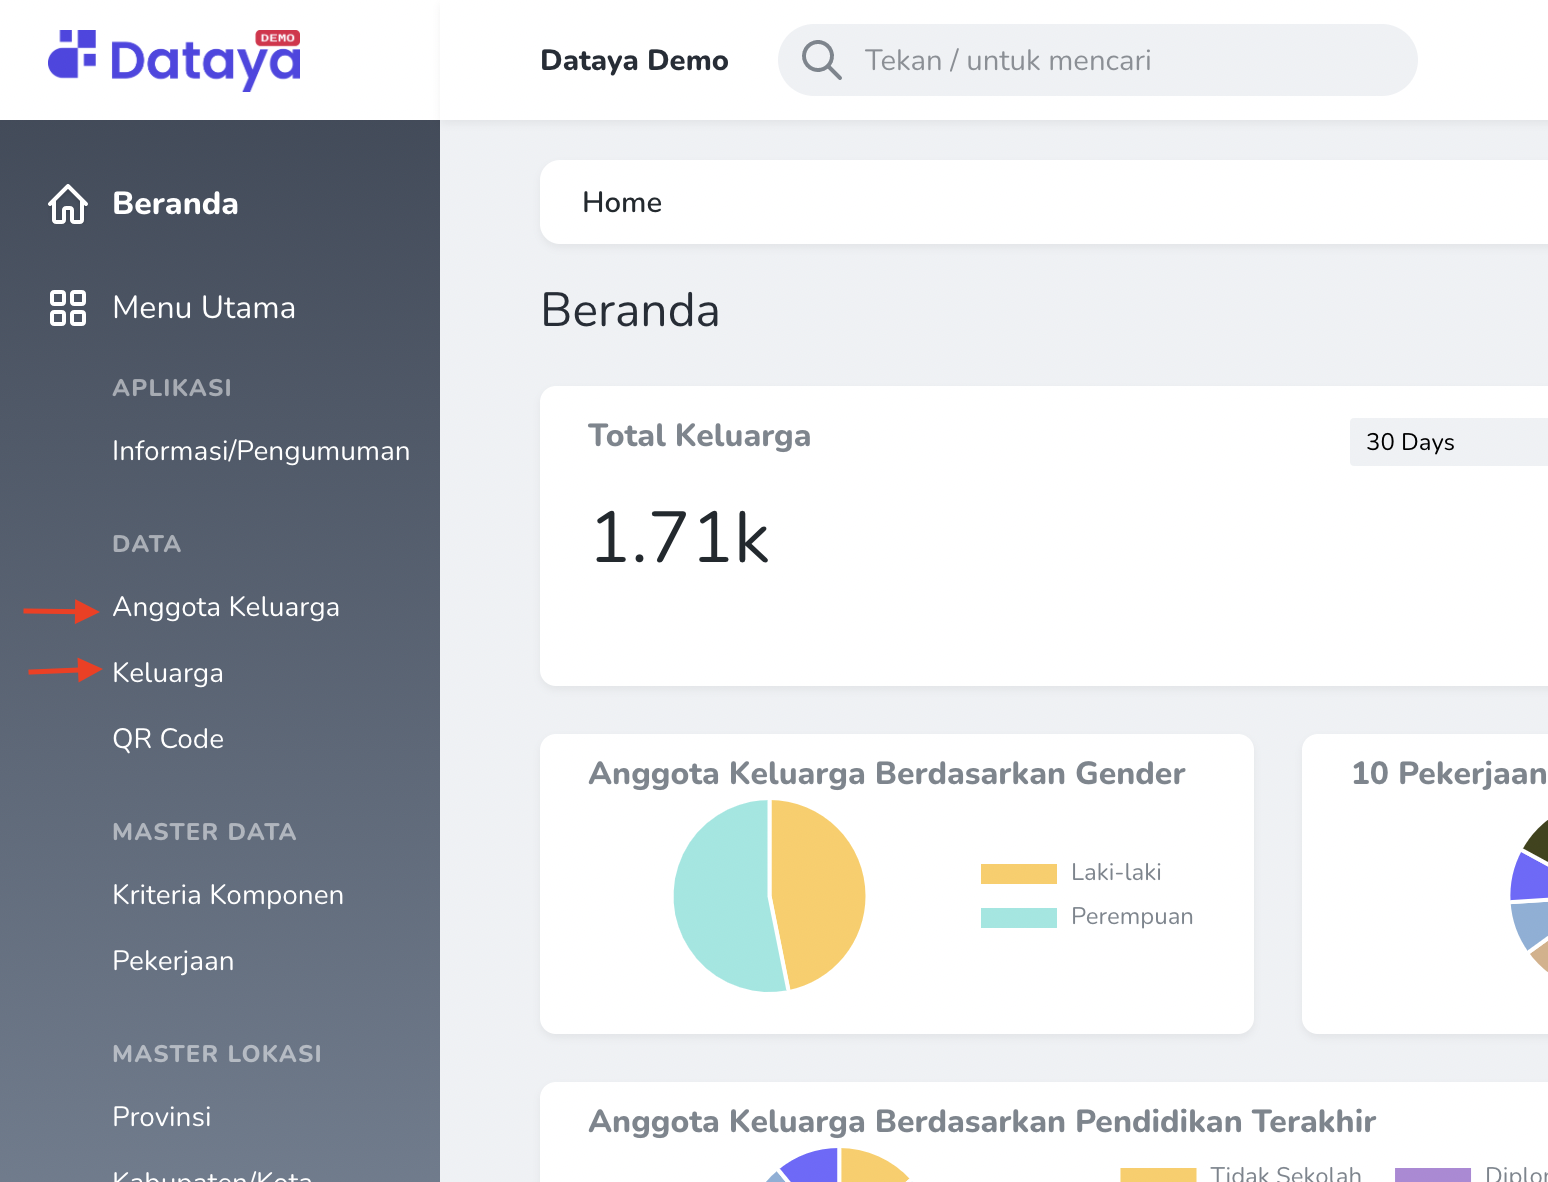 Dataya
DEMO
Dataya Demo
Tekan / untuk mencari
Beranda
Menu Utama
APLIKASI
Informasi/Pengumuman
DATA
Anggota Keluarga
Keluarga
QR Code
MASTER DATA
Kriteria Komponen
Pekerjaan
MASTER LOKASI
Provinsi
Kabupaten/Kota
Home
Beranda
Total Keluarga
30 Days
1.71k
Anggota Keluarga Berdasarkan Gender
Laki-laki
Perempuan
10 Pekerjaan
Anggota Keluarga Berdasarkan Pendidikan Terakhir
Tidak Sekolah